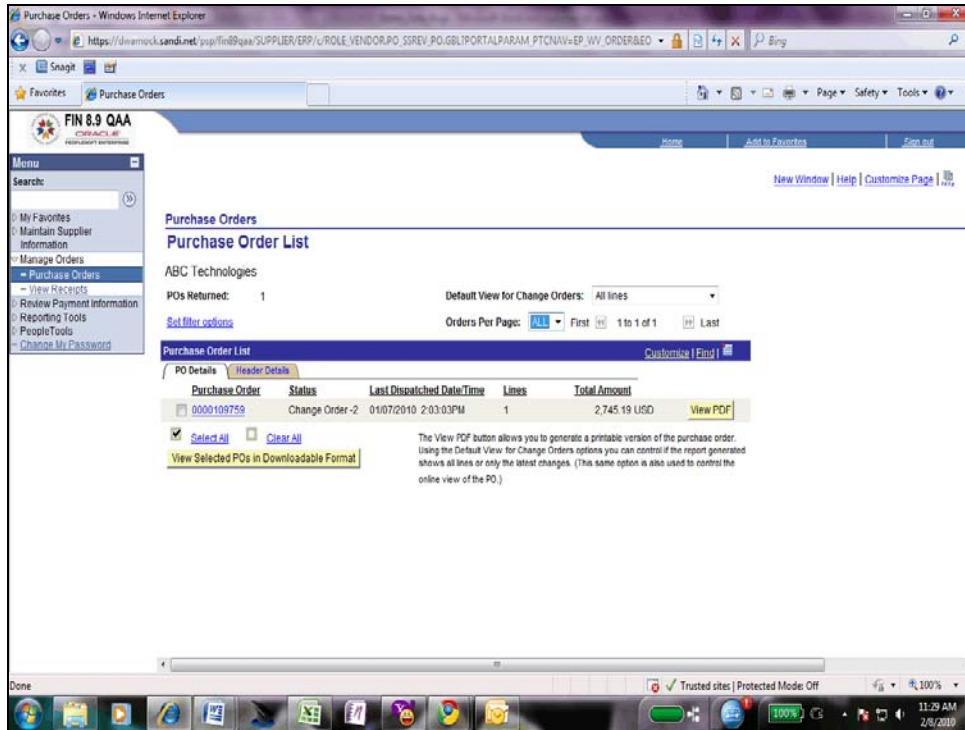 Purchase Orders - Windows Internet Explorer
https://dwarnock.sandi.net/psp/fin89qaa/SUPPLIER/ERP/c/ROLE_VENDOR.PO_SSREV_PO.GBL?PORTALPARAM_PTCNAV=EP_WV_ORDER&EO
Bing
x Snagit
Favorites Purchase Orders Page Safety Tools
FIN 8.9 QAA
ORACLE
PEOPLESOFT ENTERPRISE
Home Add to Favorites Sign out
Menu
New Window | Help | Customize Page |
Search:
My Favorites
Maintain Supplier
Information
Manage Orders
– Purchase Orders
– View Receipts
Review Payment Information
Reporting Tools
PeopleTools
– Change My Password
Purchase Orders
Purchase Order List
ABC Technologies
POs Returned: 1 Default View for Change Orders: All lines
Set filter options Orders Per Page: ALL First 1 to 1 of 1 Last
Purchase Order List Customize | Find |
PO Details Header Details
Purchase Order Status Last Dispatched Date/Time Lines Total Amount
0000109759 Change Order -2 01/07/2010 2:03:03PM 1 2,745.19 USD View PDF
Select All Clear All
View Selected POs in Downloadable Format
The View PDF button allows you to generate a printable version of the purchase order.
Using the Default View for Change Orders options you can control if the report generated
shows all lines or only the latest changes. (This same option is also used to control the
online view of the PO.)
Done Trusted sites | Protected Mode: Off 100%
100% 11:29 AM
2/8/2010